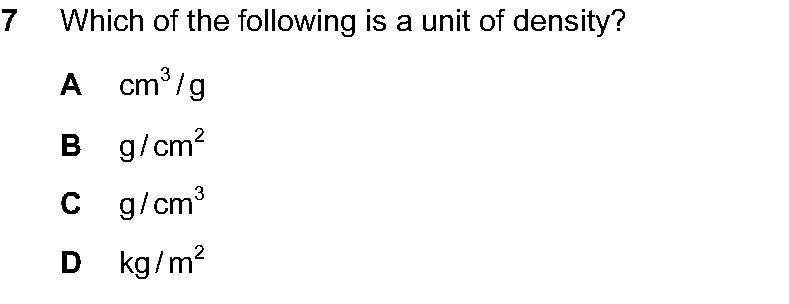 7 Which of the following is a unit of density?
A cm³/g
B g/cm²
C g/cm³
D kg/m²